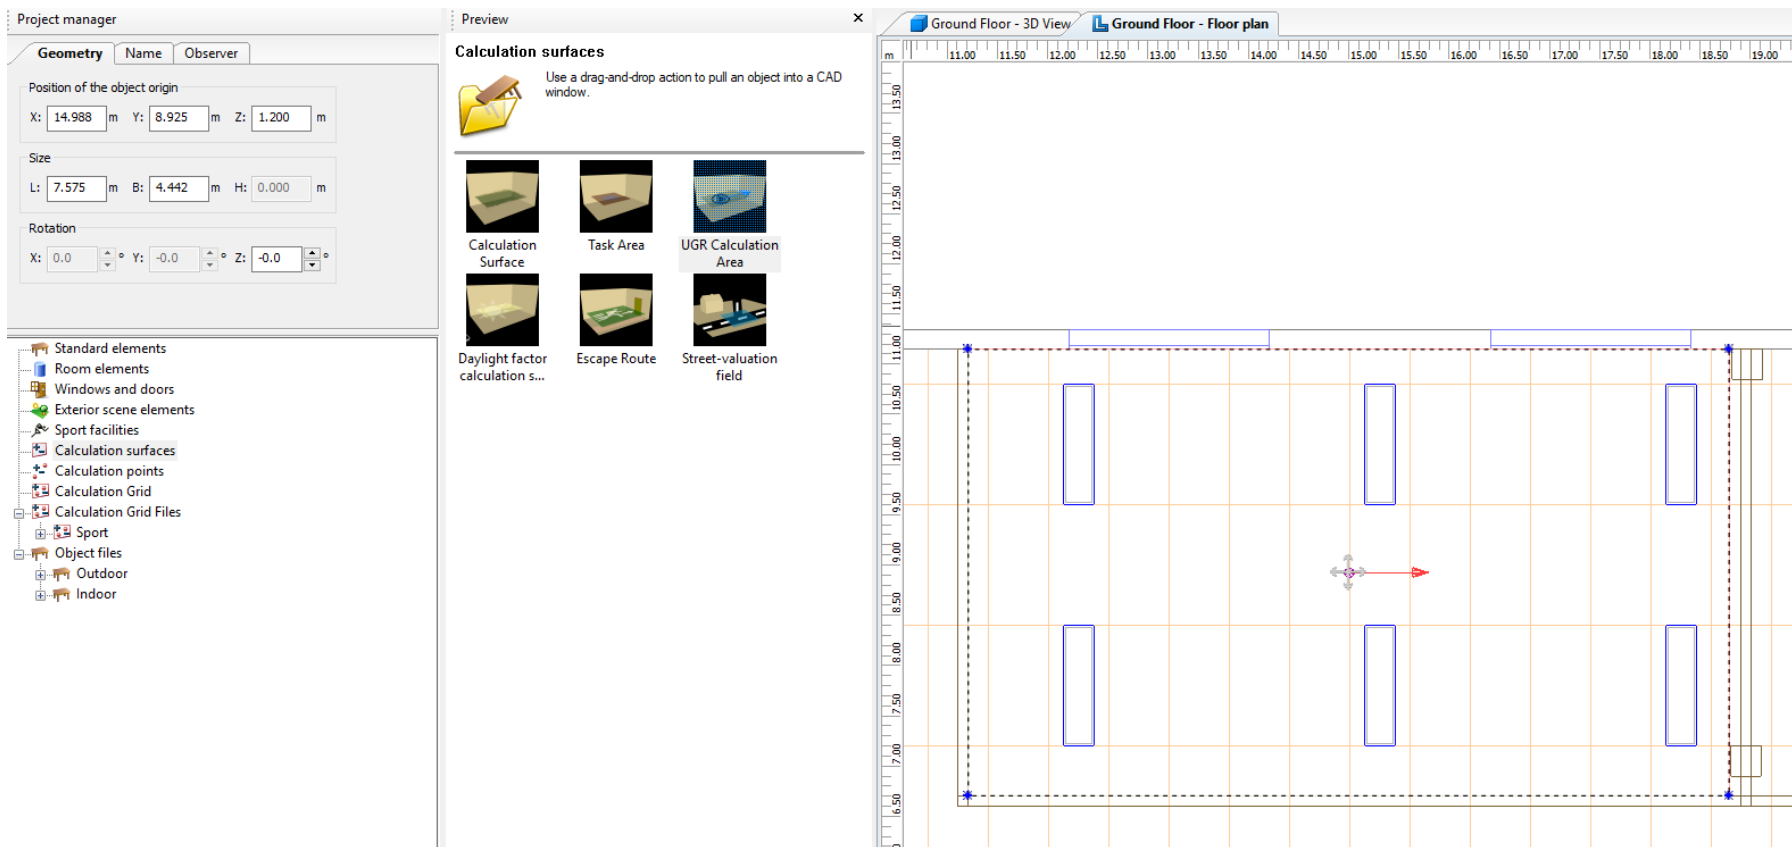 Project manager
Geometry
Name
Observer
Position of the object origin
X: 14.988 m Y: 8.925 m Z: 1.200 m
Size
L: 7.575 m B: 4.442 m H: 0.000 m
Rotation
X: 0.0 ° Y: -0.0 ° Z: -0.0 °
Standard elements
Room elements
Windows and doors
Exterior scene elements
Sport facilities
Calculation surfaces
Calculation points
Calculation Grid
Calculation Grid Files
Sport
Object files
Outdoor
Indoor
Preview
Calculation surfaces
Use a drag-and-drop action to pull an object into a CAD
window.
Calculation
Surface
Task Area
UGR Calculation
Area
Daylight factor
calculation s...
Escape Route
Street-valuation
field
Ground Floor - 3D View
Ground Floor - Floor plan
m 11.00 11.50 12.00 12.50 13.00 13.50 14.00 14.50 15.00 15.50 16.00 16.50 17.00 17.50 18.00 18.50 19.00
13.50
13.00
12.50
12.00
11.50
11.00
10.50
10.00
9.50
9.00
8.50
8.00
7.50
7.00
6.50